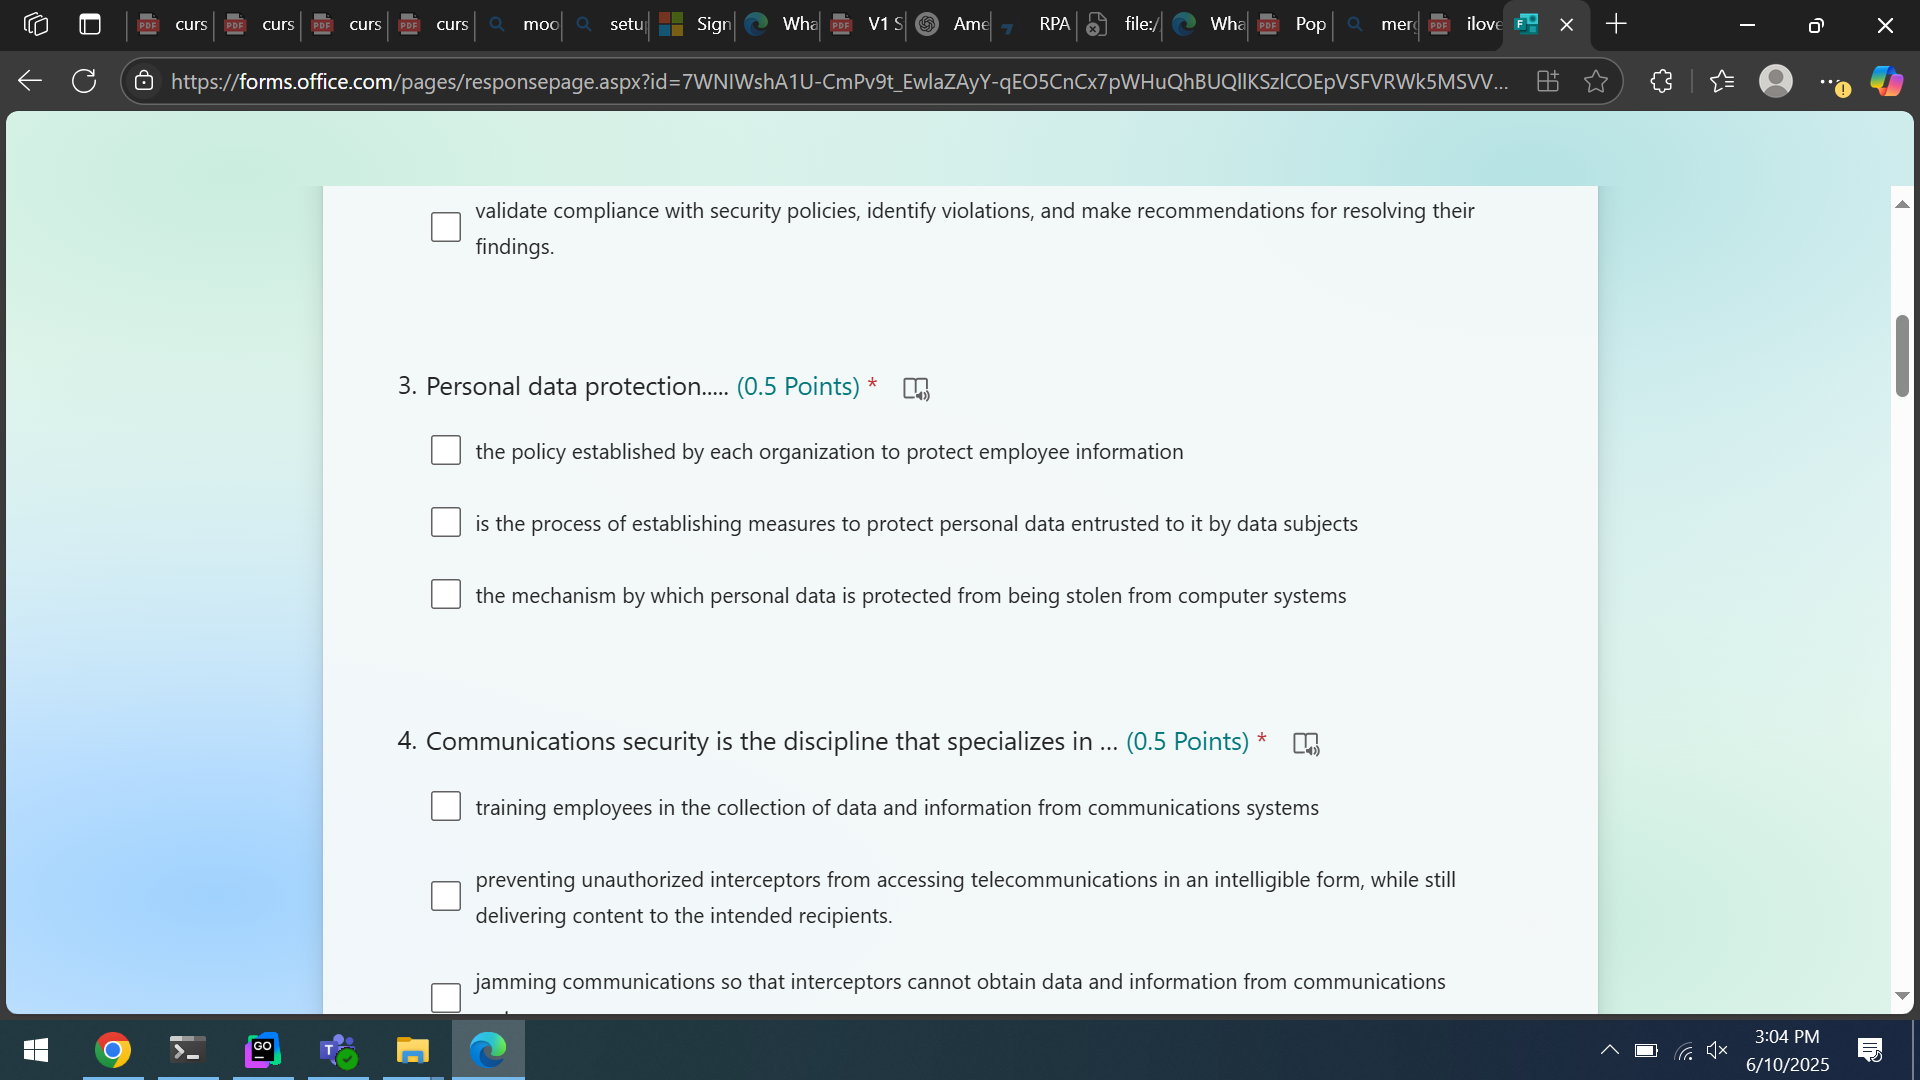 curs
curs
curs
curs
moo
setu
Sign
Wha
V1 S
Ame
RPA
file:/
Wha
Pop
merg
ilove
https://forms.office.com/pages/responsepage.aspx?id=7WNIWshA1U-CmPv9t_EwlaZAyY-qEO5CnCx7pWHuQhBUQllKSzlCOEpVSFVRWk5MSVV...
validate compliance with security policies, identify violations, and make recommendations for resolving their
findings.
3. Personal data protection..... (0.5 Points) *
the policy established by each organization to protect employee information
is the process of establishing measures to protect personal data entrusted to it by data subjects
the mechanism by which personal data is protected from being stolen from computer systems
4. Communications security is the discipline that specializes in ... (0.5 Points) *
training employees in the collection of data and information from communications systems
preventing unauthorized interceptors from accessing telecommunications in an intelligible form, while still
delivering content to the intended recipients.
jamming communications so that interceptors cannot obtain data and information from communications
3:04 PM
6/10/2025